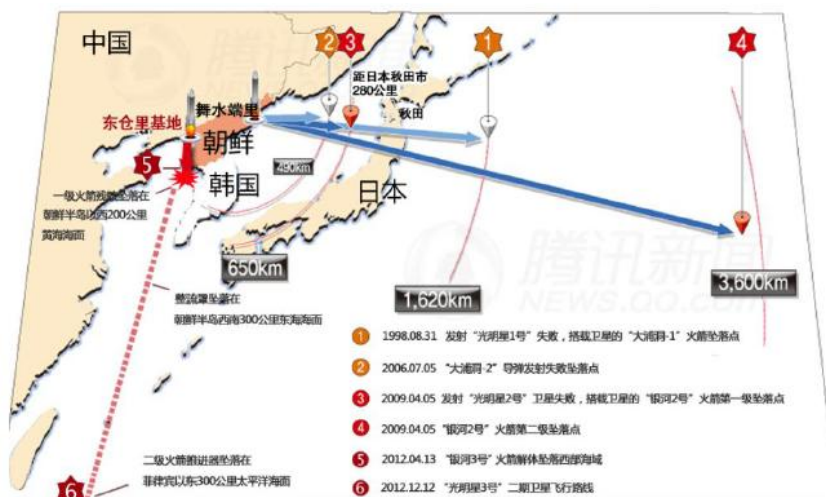 中国
2
3
1
4
距日本秋田市
280公里
秋田
舞水端里
东仓里基地
朝鲜
5
490km
韩国
日本
一级火箭残骸坠落在
朝鲜半岛以西200公里
黄海海面
650km
1,620km
3,600km
腾讯新闻
NEWS.QQ.COM
整流罩坠落在
朝鲜半岛西南300公里东海海面
1 1998.08.31 发射“光明星1号”失败，搭载卫星的“大浦洞-1”火箭坠落点
2 2006.07.05 “大浦洞-2”导弹发射失败坠落点
3 2009.04.05 发射“光明星2号”卫星失败，搭载卫星的“银河2号”火箭第一级坠落点
4 2009.04.05 “银河2号”火箭第二级坠落点
5 2012.04.13 “银河3号”火箭解体坠落西部海域
6 2012.12.12 “光明星3号”二期卫星飞行路线
二级火箭推进器坠落在
菲律宾以东300公里太平洋海面
6